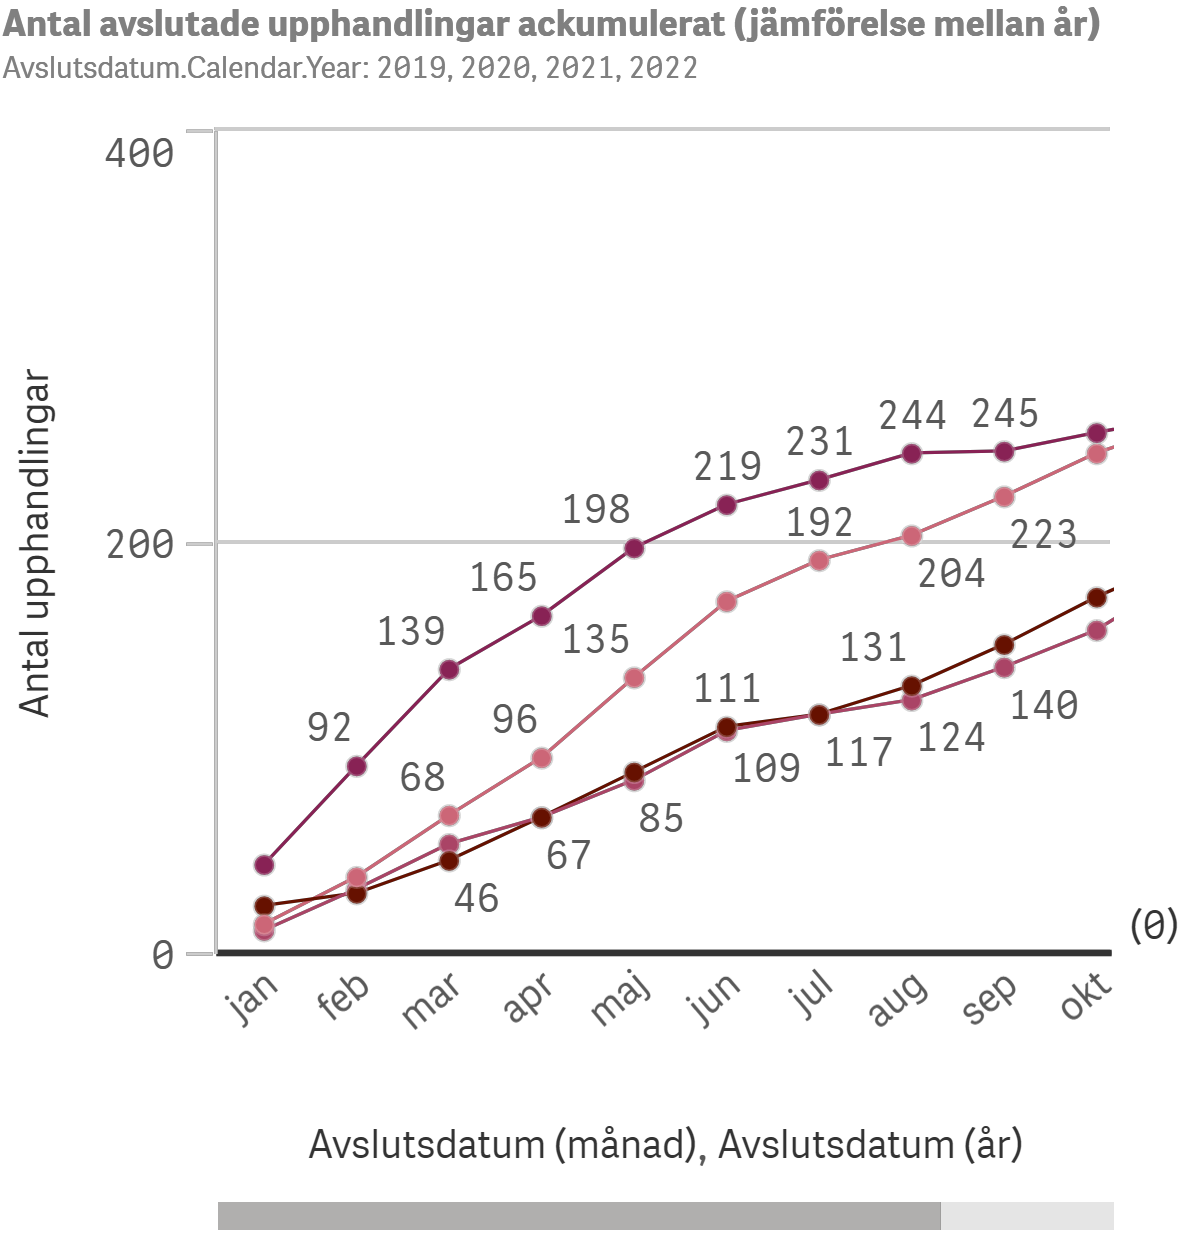 Antal avslutade upphandlingar ackumulerat (jämförelse mellan år)
Avslutsdatum.Calendar.Year: 2019, 2020, 2021, 2022
400
200
0
Antal upphandlingar
92
139
165
198
219
231
244
245
68
96
135
192
204
223
111
131
46
67
85
109
117
124
140
(0)
jan
feb
mar
apr
maj
jun
jul
aug
sep
okt
Avslutsdatum (månad), Avslutsdatum (år)